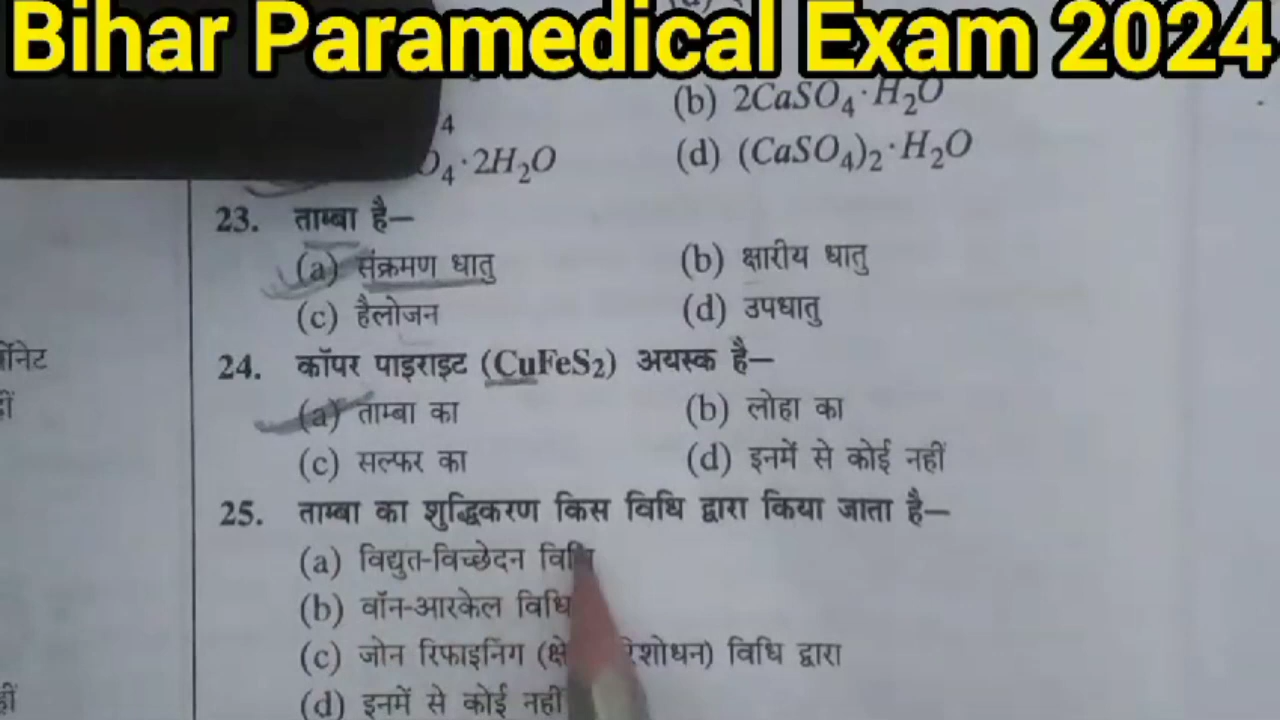 Bihar Paramedical Exam 2024
(b) 2CaSO₄·H₂O
4
O₄·2H₂O (d) (CaSO₄)₂·H₂O
23. ताम्बा है—
(a) संक्रमण धातु (b) क्षारीय धातु
(c) हैलोजन (d) उपधातु
24. कॉपर पाइराइट (CuFeS₂) अयस्क है—
(a) ताम्बा का (b) लोहा का
(c) सल्फर का (d) इनमें से कोई नहीं
25. ताम्बा का शुद्धिकरण किस विधि द्वारा किया जाता है—
(a) विद्युत-विच्छेदन विधि
(b) वॉन-आरकेल विधि
(c) जोन रिफाइनिंग (क्षे रिशोधन) विधि द्वारा
(d) इनमें से कोई नहीं